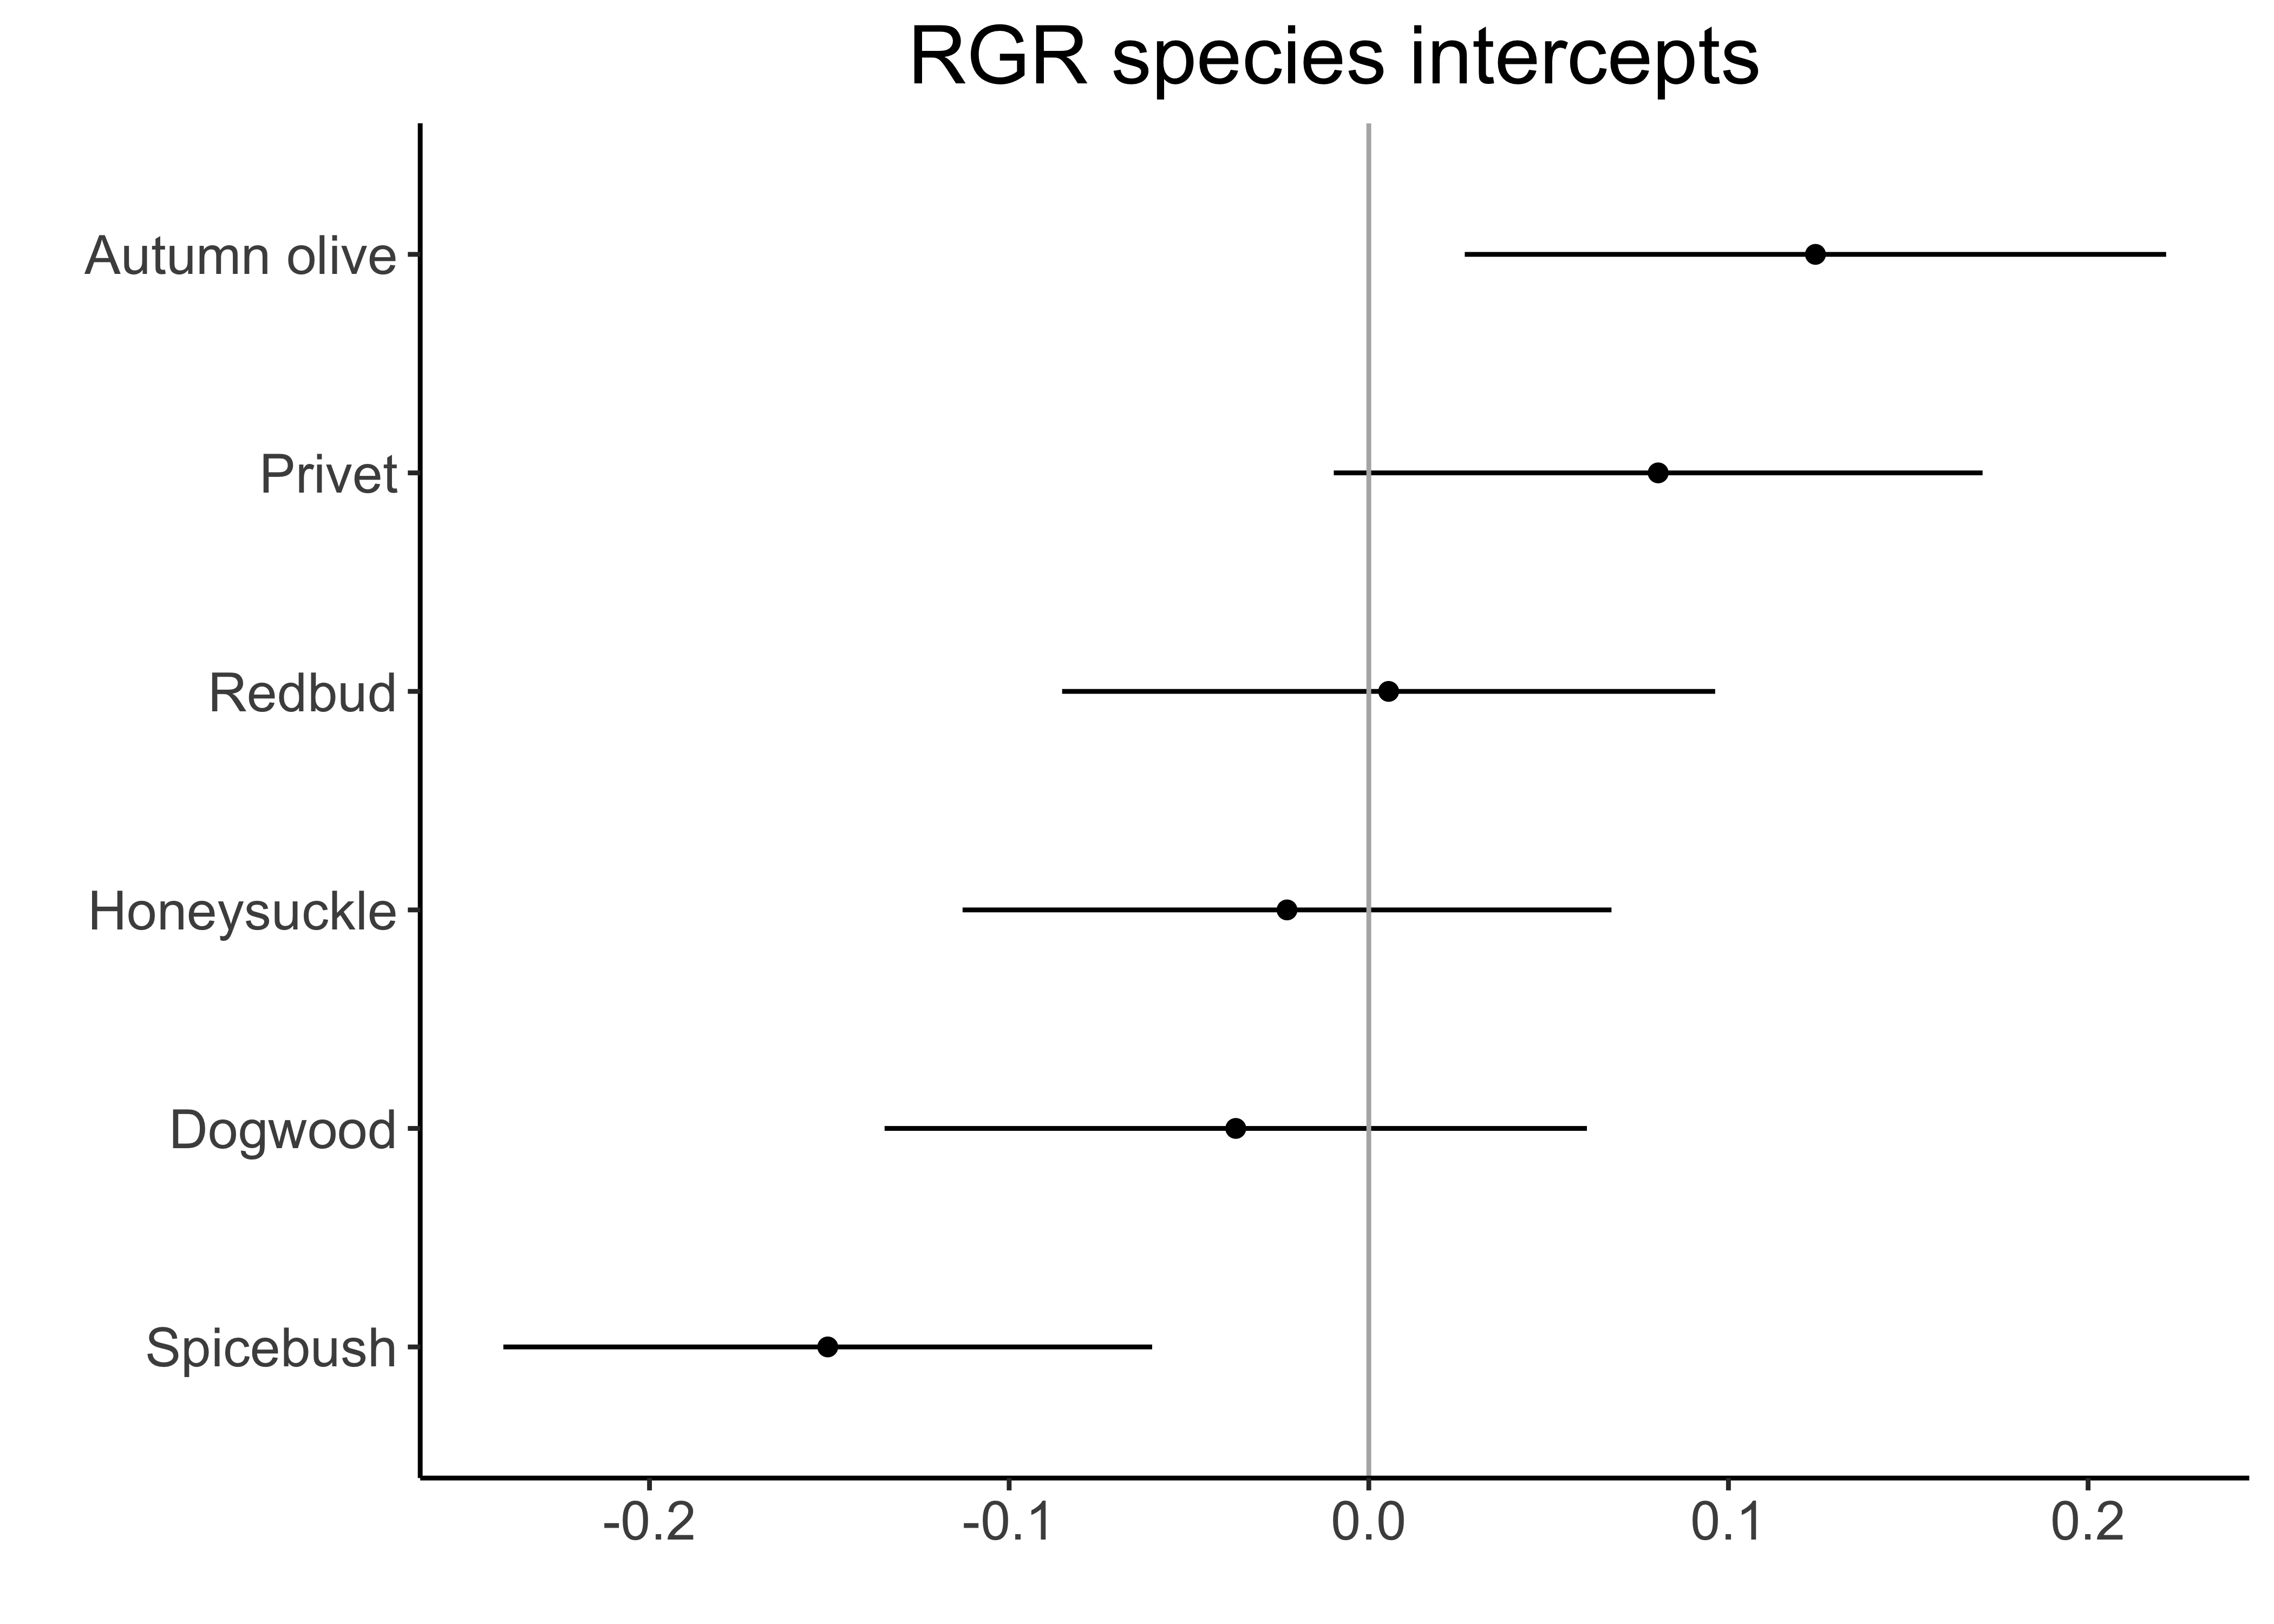 RGR species intercepts
Autumn olive
Privet
Redbud
Honeysuckle
Dogwood
Spicebush
-0.2 -0.1 0.0 0.1 0.2